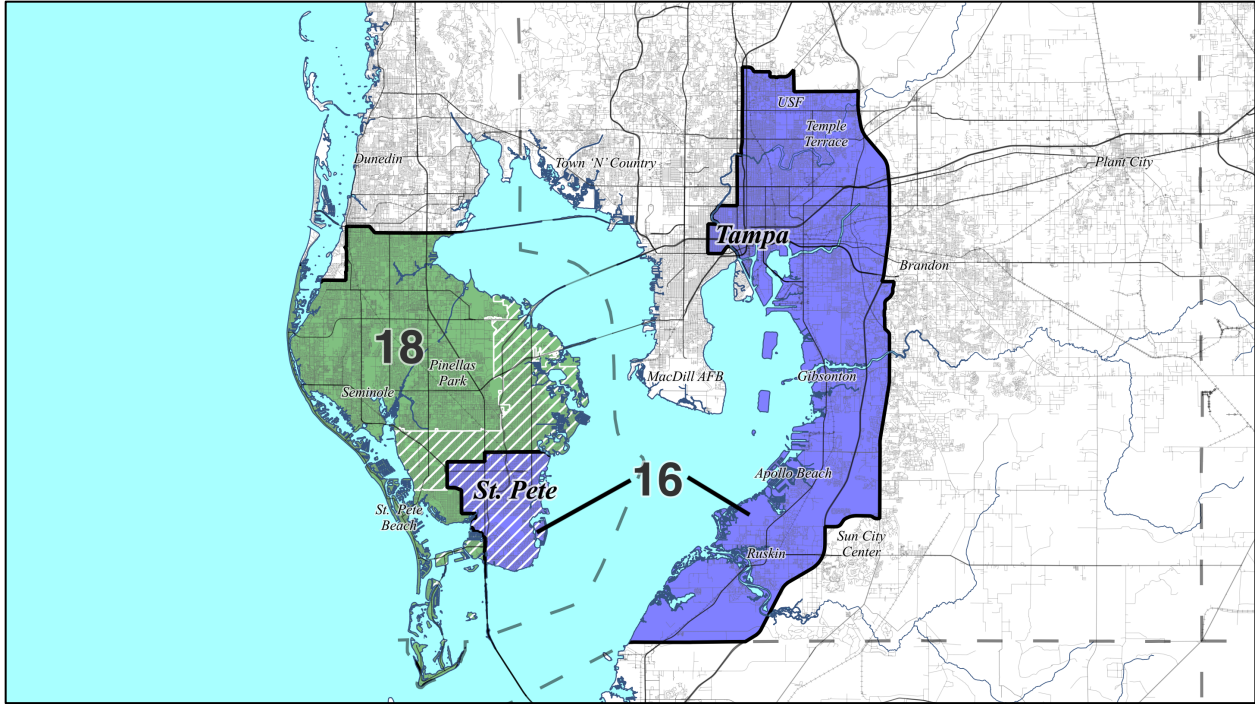 USF
Temple
Terrace
Dunedin
Town 'N' Country
Plant City
Tampa
Brandon
18
Pinellas
Park
MacDill AFB
Gibsonton
Seminole
16
Apollo Beach
St. Pete
St. Pete
Beach
Sun City
Center
Ruskin